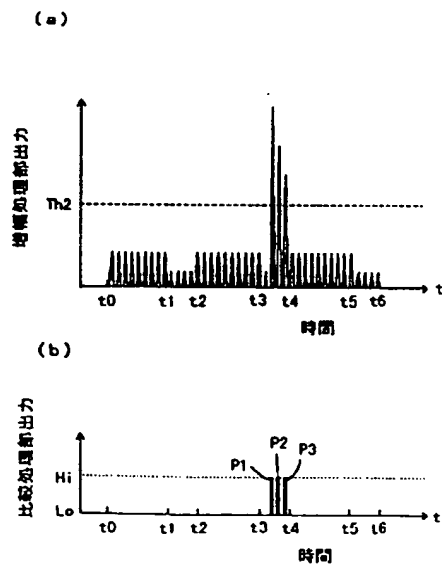 (a)
増幅処理部出力
Th2
t0 t1 t2 t3 t4 t5 t6 t
時間
(b)
比較処理部出力
P1 P2 P3
Hi
Lo
t0 t1 t2 t3 t4 t5 t6 t
時間